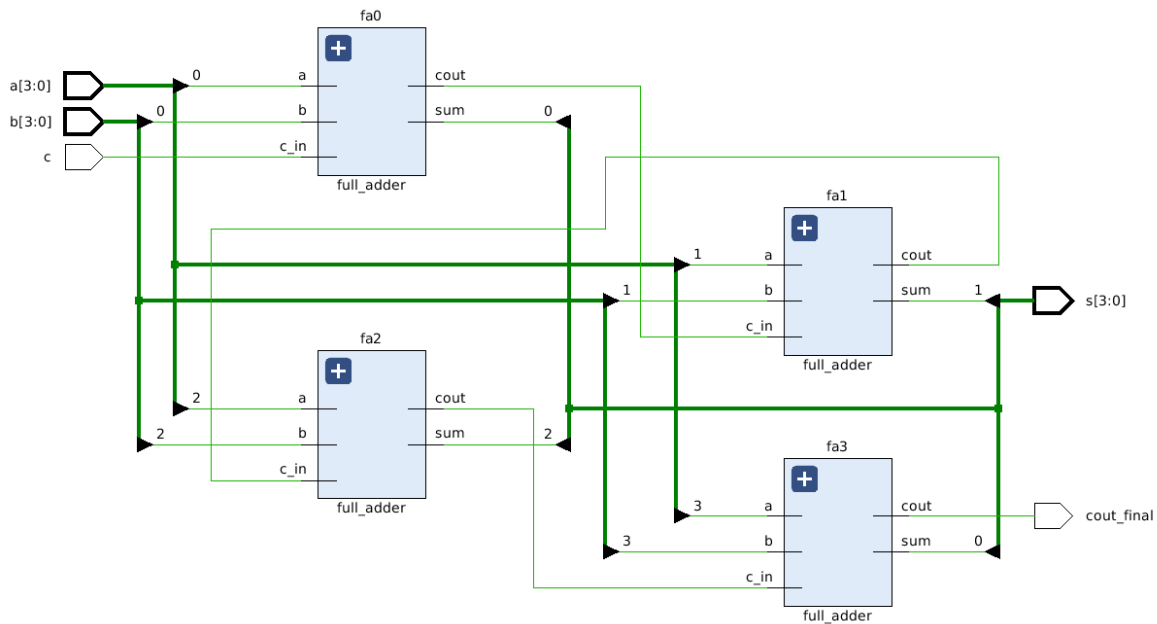 fa0
a[3:0]
0
a
cout
b[3:0]
0
b
sum
0
c
c_in
full_adder
fa1
1
a
cout
1
b
sum
1
s[3:0]
c_in
full_adder
fa2
2
a
cout
2
b
sum
2
c_in
full_adder
fa3
3
a
cout
cout_final
3
b
sum
0
c_in
full_adder